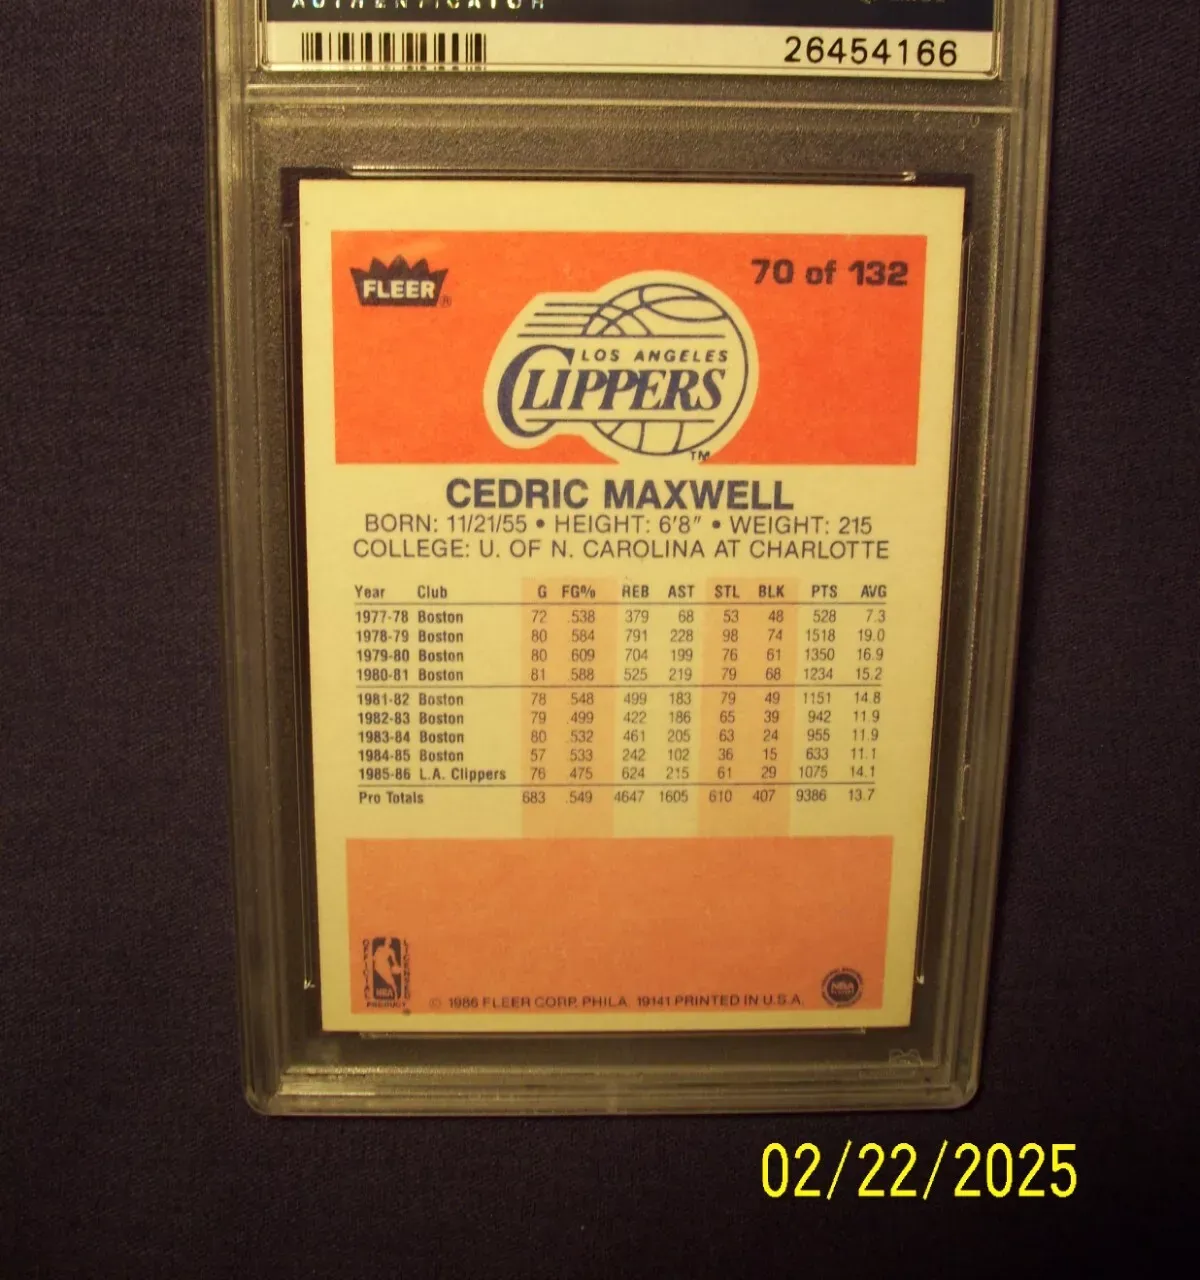 AUTHENTICATOR
26454166
FLEER®
70 of 132
LOS ANGELES
CLIPPERS
TM
CEDRIC MAXWELL
BORN: 11/21/55 • HEIGHT: 6'8" • WEIGHT: 215
COLLEGE: U. OF N. CAROLINA AT CHARLOTTE
Year Club G FG% REB AST STL BLK PTS AVG
1977-78 Boston 72 .538 379 68 53 48 528 7.3
1978-79 Boston 80 .584 791 228 98 74 1518 19.0
1979-80 Boston 80 .609 704 199 76 61 1350 16.9
1980-81 Boston 81 .588 525 219 79 68 1234 15.2
1981-82 Boston 78 .548 499 183 79 49 1151 14.8
1982-83 Boston 79 .499 422 186 65 39 942 11.9
1983-84 Boston 80 .532 461 205 63 24 955 11.9
1984-85 Boston 57 .533 242 102 36 15 633 11.1
1985-86 L.A. Clippers 76 .475 624 215 61 29 1075 14.1
Pro Totals 683 .549 4647 1605 610 407 9386 13.7
OFFICIAL LICENSED
NBA
PRODUCT
®
© 1986 FLEER CORP. PHILA. 19141 PRINTED IN U.S.A.
NBA
02/22/2025